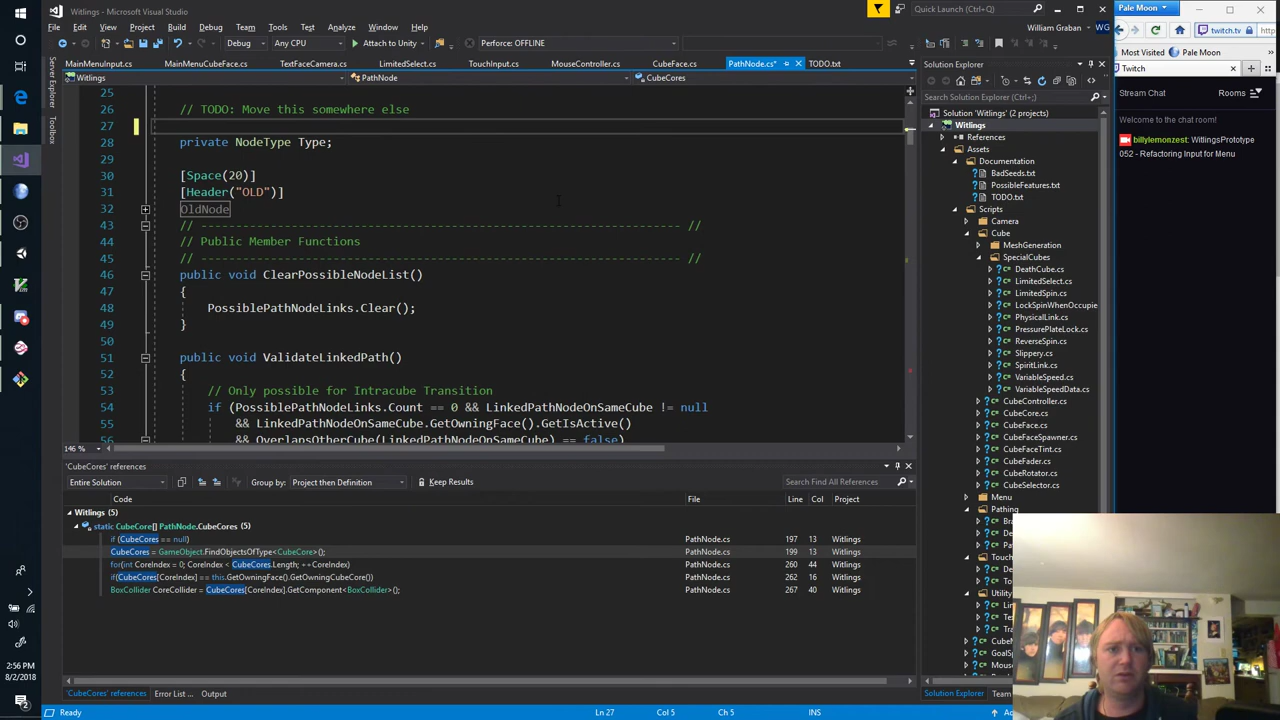 Witlings - Microsoft Visual Studio
Quick Launch (Ctrl+Q)
Pale Moon
File Edit View Project Build Debug Team Tools Test Analyze Window Help
William Graban WG
twitch.tv
Debug Any CPU Attach to Unity Perforce: OFFLINE
Most Visited Pale Moon
MainMenuInput.cs MainMenuCubeFace.cs TextFaceCamera.cs LimitedSelect.cs TouchInput.cs MouseController.cs CubeFace.cs PathNode.cs* TODO.txt
Solution Explorer
Twitch
Witlings PathNode CubeCores
Server Explorer
Toolbox
Search Solution Explorer (Ctrl+;)
Stream Chat Rooms
Welcome to the chat room!
billylemonzest: WitlingsPrototype
052 - Refactoring Input for Menu
25
26 // TODO: Move this somewhere else
27
28 private NodeType Type;
29
30 [Space(20)]
31 [Header("OLD")]
32 OldNode
43 // ---------------------------------------------------------------------- //
44 // Public Member Functions
45 // ---------------------------------------------------------------------- //
46 public void ClearPossibleNodeList()
47 {
48 PossiblePathNodeLinks.Clear();
49 }
50
51 public void ValidateLinkedPath()
52 {
53 // Only possible for Intracube Transition
54 if (PossiblePathNodeLinks.Count == 0 && LinkedPathNodeOnSameCube != null
55 && LinkedPathNodeOnSameCube.GetOwningFace().GetIsActive()
56 && OverlapsOtherCube(LinkedPathNodeOnSameCube) == false)
146 %
Solution 'Witlings' (2 projects)
Witlings
References
Assets
Documentation
BadSeeds.txt
PossibleFeatures.txt
TODO.txt
Scripts
Camera
Cube
MeshGeneration
SpecialCubes
DeathCube.cs
LimitedSelect.cs
LimitedSpin.cs
LockSpinWhenOccupie
PhysicalLink.cs
PressurePlateLock.cs
ReverseSpin.cs
Slippery.cs
SpiritLink.cs
VariableSpeed.cs
VariableSpeedData.cs
CubeController.cs
CubeCore.cs
CubeFace.cs
CubeFaceSpawner.cs
CubeFaceTint.cs
CubeFader.cs
CubeRotator.cs
CubeSelector.cs
Menu
Pathing
Solution Explorer Team
'CubeCores' references
Entire Solution Group by: Project then Definition Keep Results Search Find All References
Code File Line Col Project
Witlings (5)
static CubeCore[] PathNode.CubeCores (5)
if (CubeCores == null) PathNode.cs 197 13 Witlings
CubeCores = GameObject.FindObjectsOfType<CubeCore>(); PathNode.cs 199 13 Witlings
for(int CoreIndex = 0; CoreIndex < CubeCores.Length; ++CoreIndex) PathNode.cs 260 44 Witlings
if(CubeCores[CoreIndex] == this.GetOwningFace().GetOwningCubeCore()) PathNode.cs 262 16 Witlings
BoxCollider CoreCollider = CubeCores[CoreIndex].GetComponent<BoxCollider>(); PathNode.cs 267 40 Witlings
'CubeCores' references Error List ... Output
Ready Ln 27 Col 5 Ch 5 INS
2:56 PM
8/2/2018
2